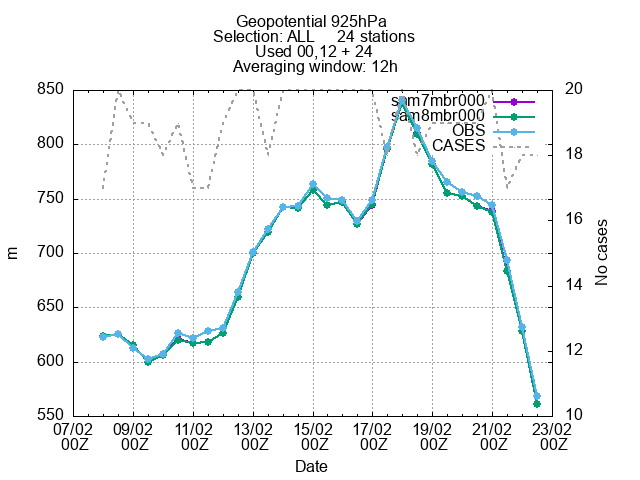 Geopotential 925hPa
Selection: ALL 24 stations
Used 00,12 + 24
Averaging window: 12h
850 20
sam7mbr000
sam8mbr000
OBS
CASES
800 18
750
16
700
m
No cases
650 14
600 12
550 10
07/02 09/02 11/02 13/02 15/02 17/02 19/02 21/02 23/02
00Z 00Z 00Z 00Z 00Z 00Z 00Z 00Z 00Z
Date